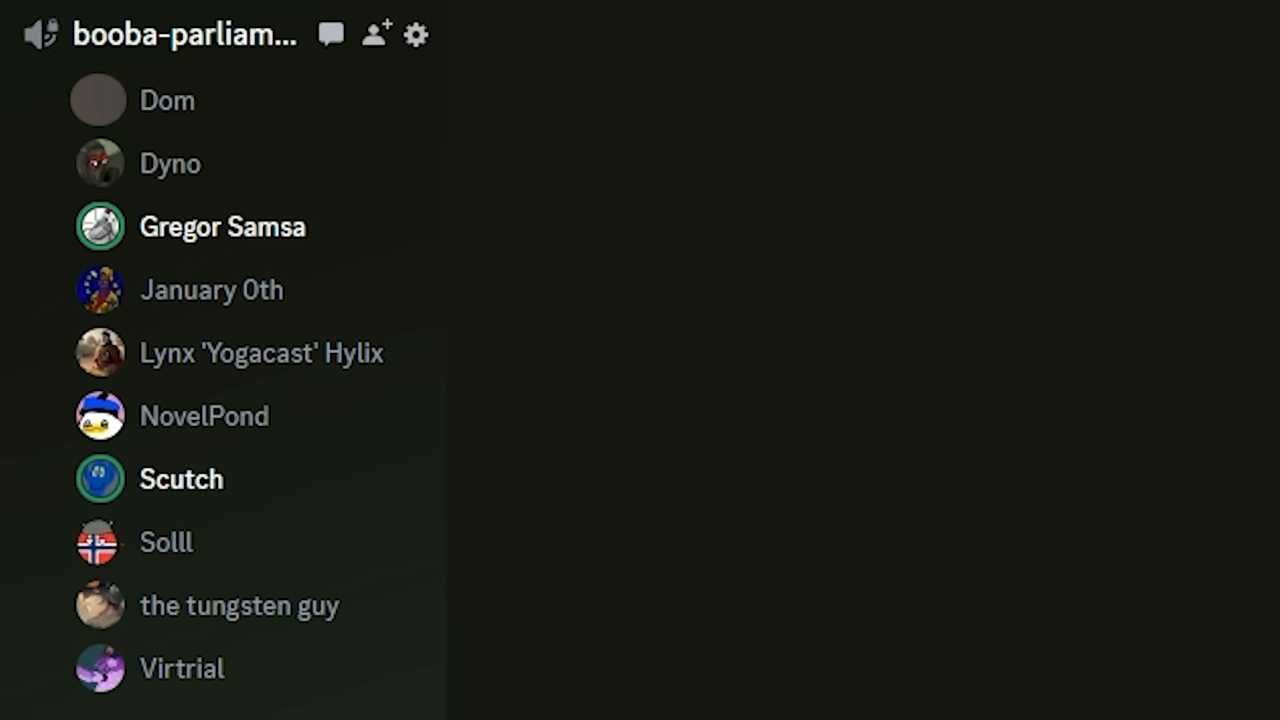 booba-parliam...
Dom
Dyno
Gregor Samsa
January 0th
Lynx 'Yogacast' Hylix
NovelPond
Scutch
Solll
the tungsten guy
Virtrial